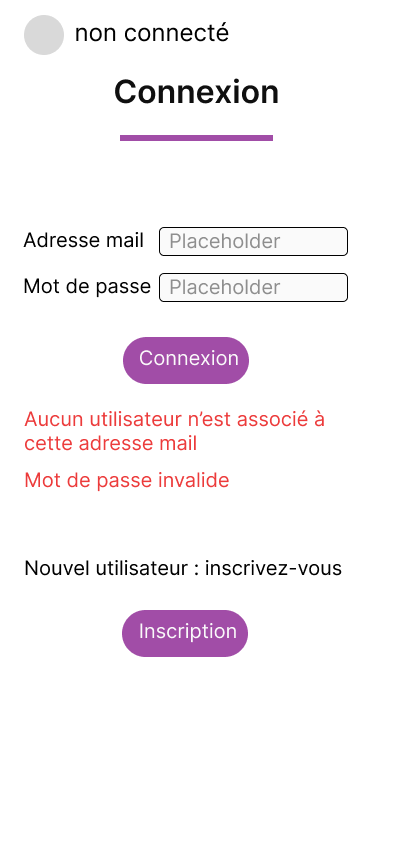 non connecté
Connexion
Adresse mail Placeholder
Mot de passe Placeholder
Connexion
Aucun utilisateur n’est associé à
cette adresse mail
Mot de passe invalide
Nouvel utilisateur : inscrivez-vous
Inscription